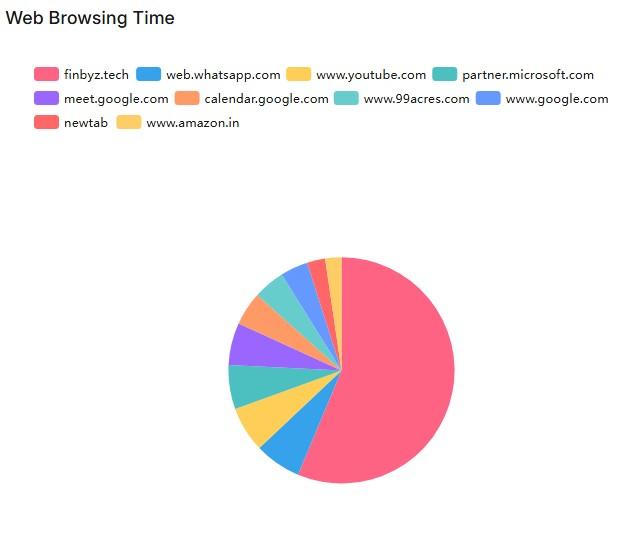 Web Browsing Time
finbyz.tech web.whatsapp.com www.youtube.com partner.microsoft.com
meet.google.com calendar.google.com www.99acres.com www.google.com
newtab www.amazon.in